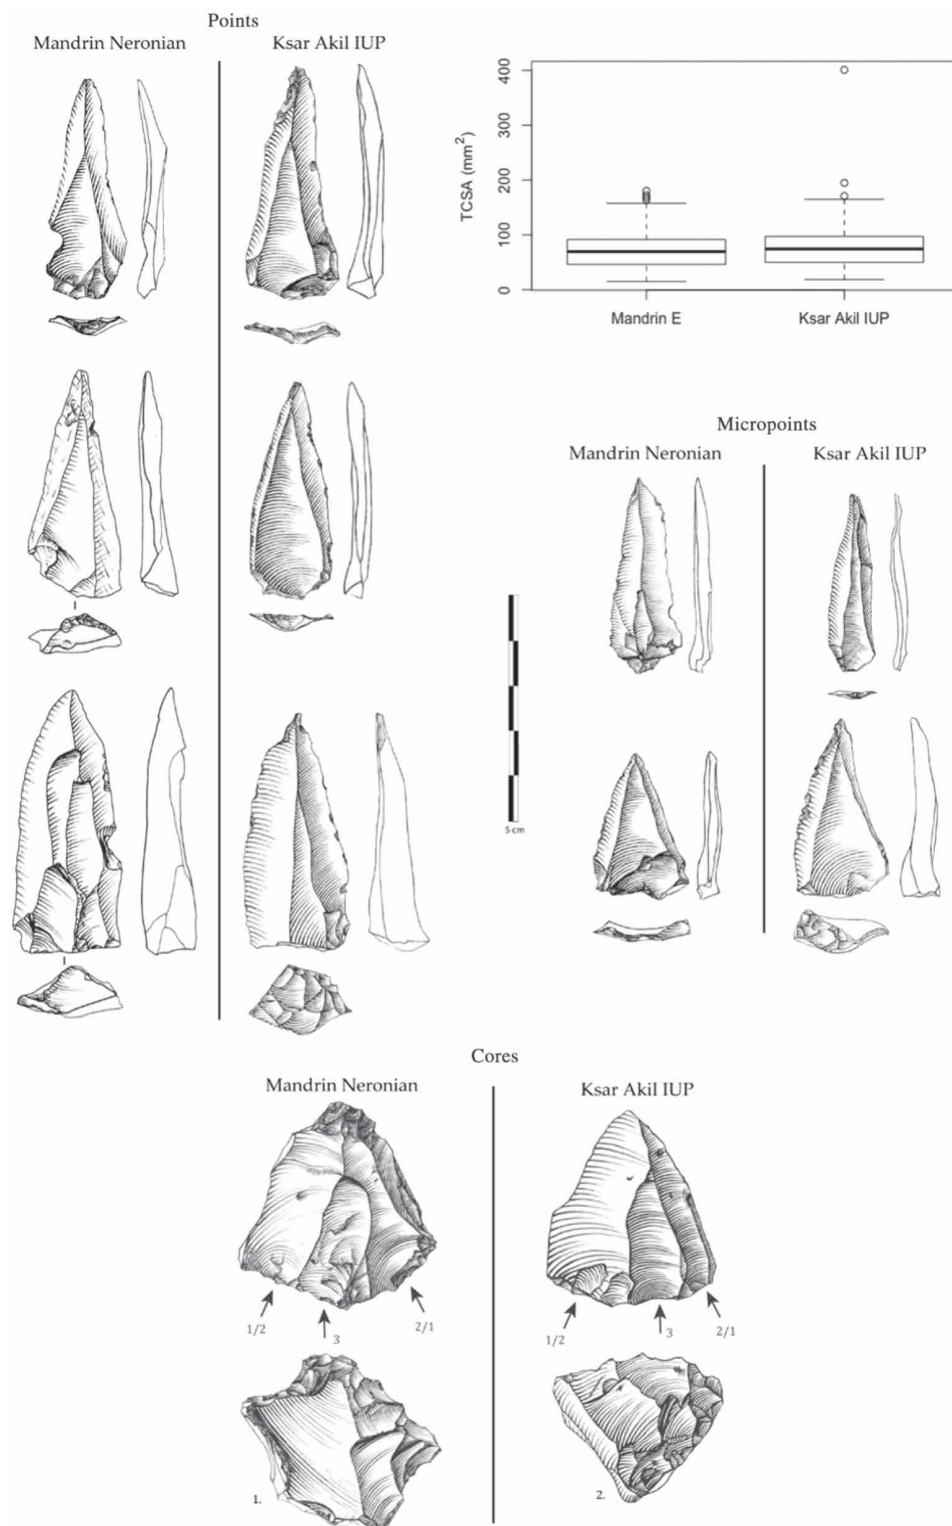 Points
Mandrin Neronian
Ksar Akil IUP
TCSA (mm²)
0
100
200
300
400
Mandrin E
Ksar Akil IUP
Micropoints
Mandrin Neronian
Ksar Akil IUP
5 cm
Cores
Mandrin Neronian
Ksar Akil IUP
1/2
3
2/1
1/2
3
2/1
1.
2.